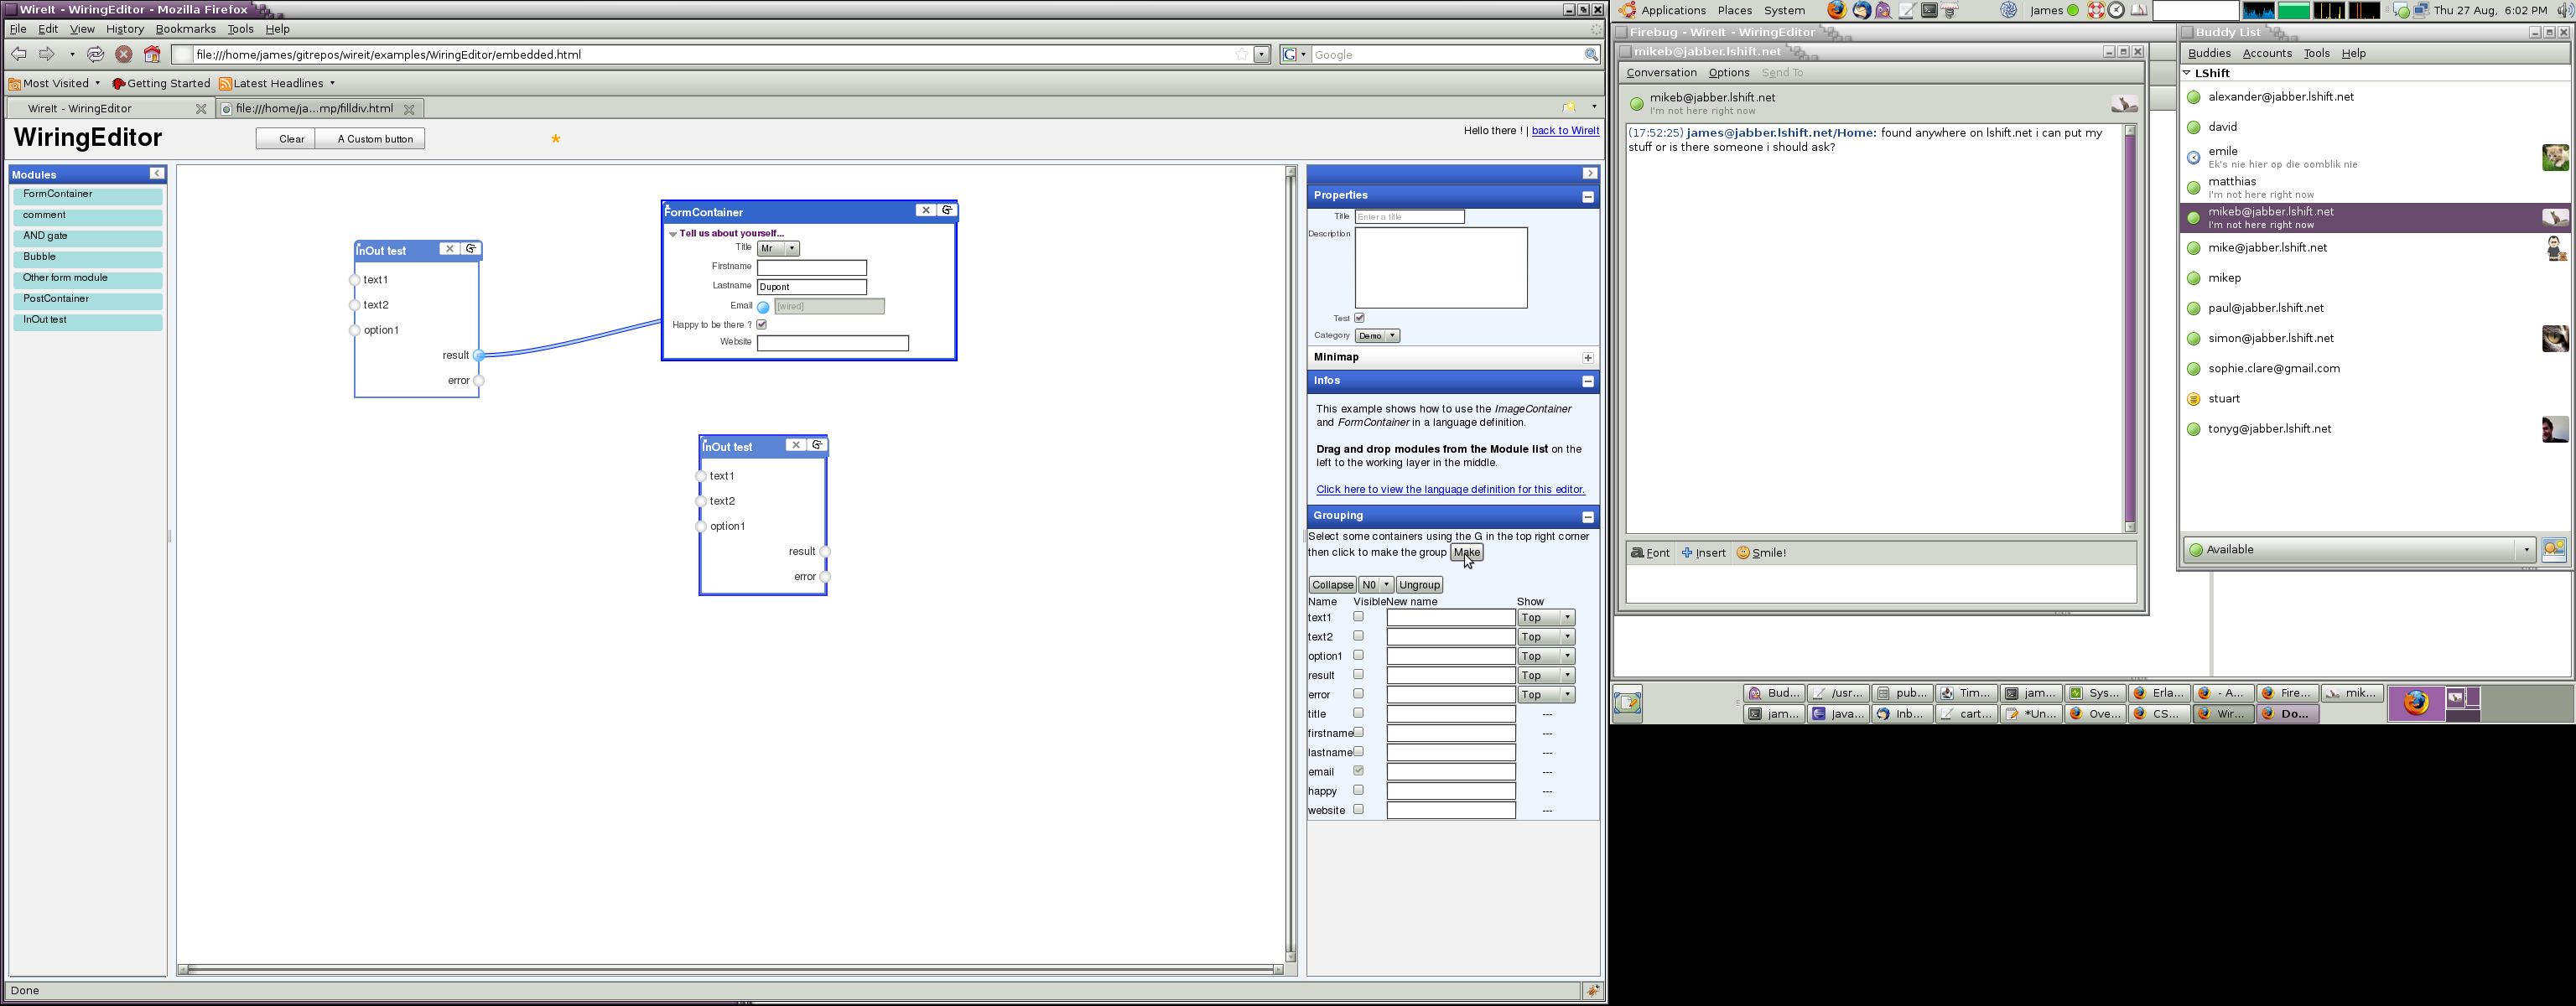 WireIt - WiringEditor - Mozilla Firefox
File Edit View History Bookmarks Tools Help
file:///home/james/gitrepos/wireit/examples/WiringEditor/embedded.html
Google
Most Visited Getting Started Latest Headlines
WireIt - WiringEditor
file:///home/ja...mp/filldiv.html
WiringEditor
Clear
A Custom button
Hello there ! | back to WireIt
Modules
FormContainer
comment
AND gate
Bubble
Other form module
PostContainer
InOut test
InOut test
text1
text2
option1
result
error
FormContainer
Tell us about yourself...
Title Mr
Firstname
Lastname Dupont
Email [wired]
Happy to be there ?
Website
InOut test
text1
text2
option1
result
error
Properties
Title Enter a title
Description
Test
Category Demo
Minimap
Infos
This example shows how to use the ImageContainer
and FormContainer in a language definition.
Drag and drop modules from the Module list on the
left to the working layer in the middle.
Click here to view the language definition for this editor.
Grouping
Select some containers using the G in the top right corner
then click to make the group Make
Collapse N0 Ungroup
Name Visible New name Show
text1 Top
text2 Top
option1 Top
result Top
error Top
title ---
firstname ---
lastname ---
email ---
happy ---
website ---
Done
Applications Places System
James
Thu 27 Aug, 6:02 PM
Firebug - WireIt - WiringEditor
mikeb@jabber.lshift.net
Conversation Options Send To
mikeb@jabber.lshift.net
I'm not here right now
(17:52:25) james@jabber.lshift.net/Home: found anywhere on lshift.net i can put my
stuff or is there someone i should ask?
Font Insert Smile!
Buddy List
Buddies Accounts Tools Help
LShift
alexander@jabber.lshift.net
david
emile
Ek's nie hier op die oomblik nie
matthias
I'm not here right now
mikeb@jabber.lshift.net
I'm not here right now
mike@jabber.lshift.net
mikep
paul@jabber.lshift.net
simon@jabber.lshift.net
sophie.clare@gmail.com
stuart
tonyg@jabber.lshift.net
Available
Bud... /usr... pub... Tim... jam... Sys... Erla... - A... Fire... mik...
jam... Java... Inb... cart... *Un... Ove... CS... Wir... Do...